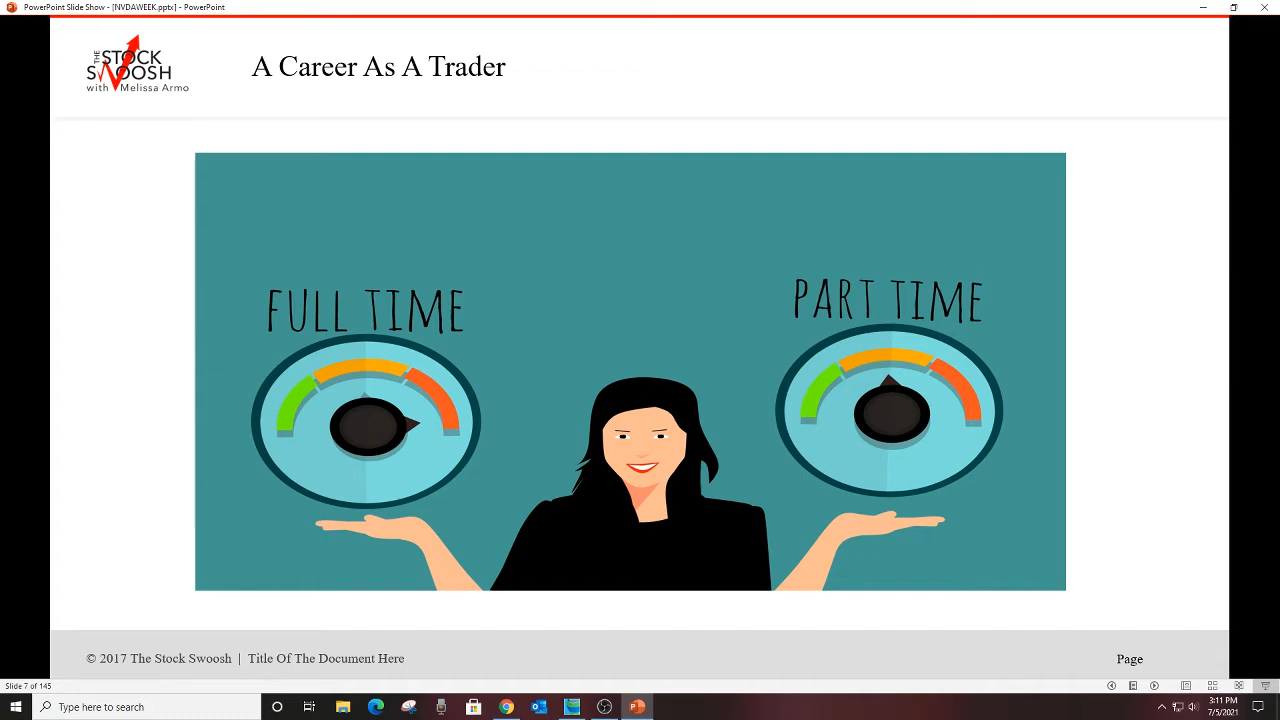 PowerPoint Slide Show - [NVDAWEEK.pptx] - PowerPoint
THE STOCK
SWOOSH
with Melissa Armo
A Career As A Trader
FULL TIME
PART TIME
© 2017 The Stock Swoosh | Title Of The Document Here
Page
Slide 7 of 145
Type here to search
3:11 PM
7/5/2021